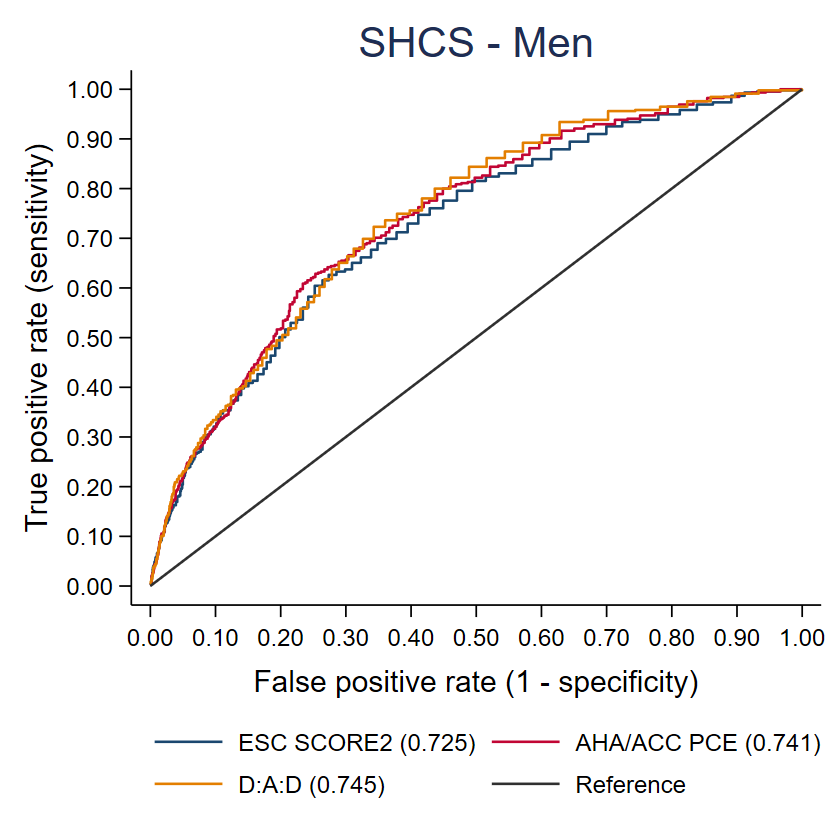 SHCS - Men
True positive rate (sensitivity)
1.00
0.90
0.80
0.70
0.60
0.50
0.40
0.30
0.20
0.10
0.00
0.00 0.10 0.20 0.30 0.40 0.50 0.60 0.70 0.80 0.90 1.00
False positive rate (1 - specificity)
ESC SCORE2 (0.725) AHA/ACC PCE (0.741)
D:A:D (0.745) Reference